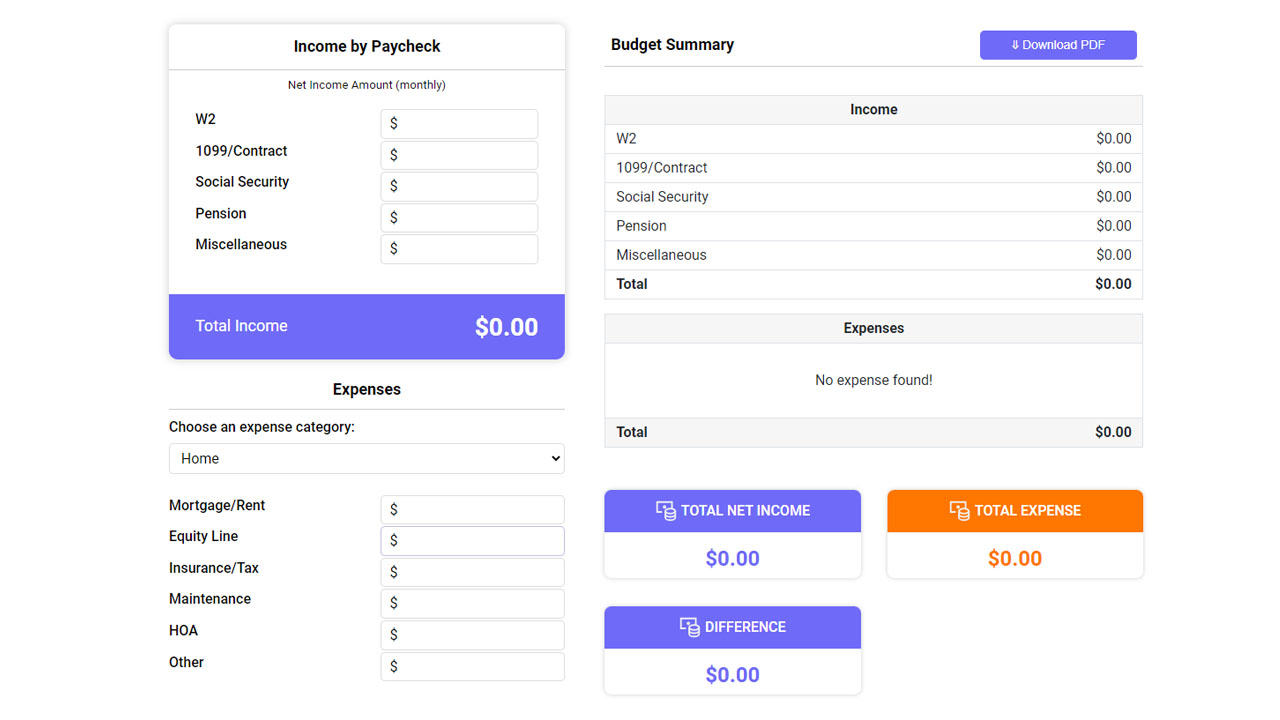 Income by Paycheck
Net Income Amount (monthly)
W2 $
1099/Contract $
Social Security $
Pension $
Miscellaneous $
Total Income $0.00
Expenses
Choose an expense category:
Home
Mortgage/Rent $
Equity Line $
Insurance/Tax $
Maintenance $
HOA $
Other $
Budget Summary
⇓ Download PDF
Income
W2 $0.00
1099/Contract $0.00
Social Security $0.00
Pension $0.00
Miscellaneous $0.00
Total $0.00
Expenses
No expense found!
Total $0.00
TOTAL NET INCOME
$0.00
TOTAL EXPENSE
$0.00
DIFFERENCE
$0.00